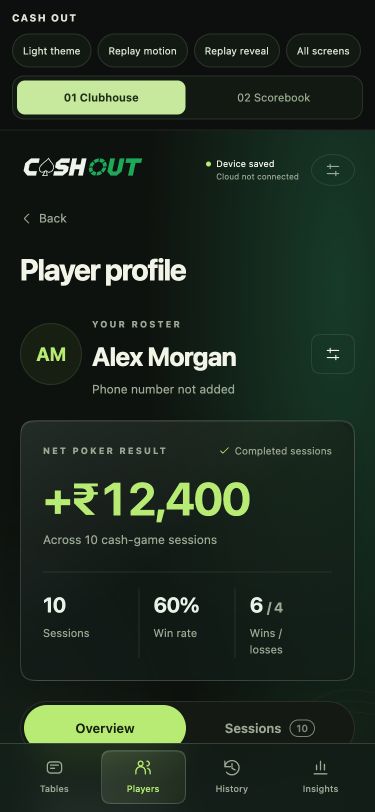 CASH OUT
Light theme
Replay motion
Replay reveal
All screens
01 Clubhouse
02 Scorebook
CASHOUT
Device saved
Cloud not connected
Back
Player profile
YOUR ROSTER
AM
Alex Morgan
Phone number not added
NET POKER RESULT
Completed sessions
+₹12,400
Across 10 cash-game sessions
10
Sessions
60%
Win rate
6 / 4
Wins /
losses
Overview
Sessions 10
Tables
Players
History
Insights